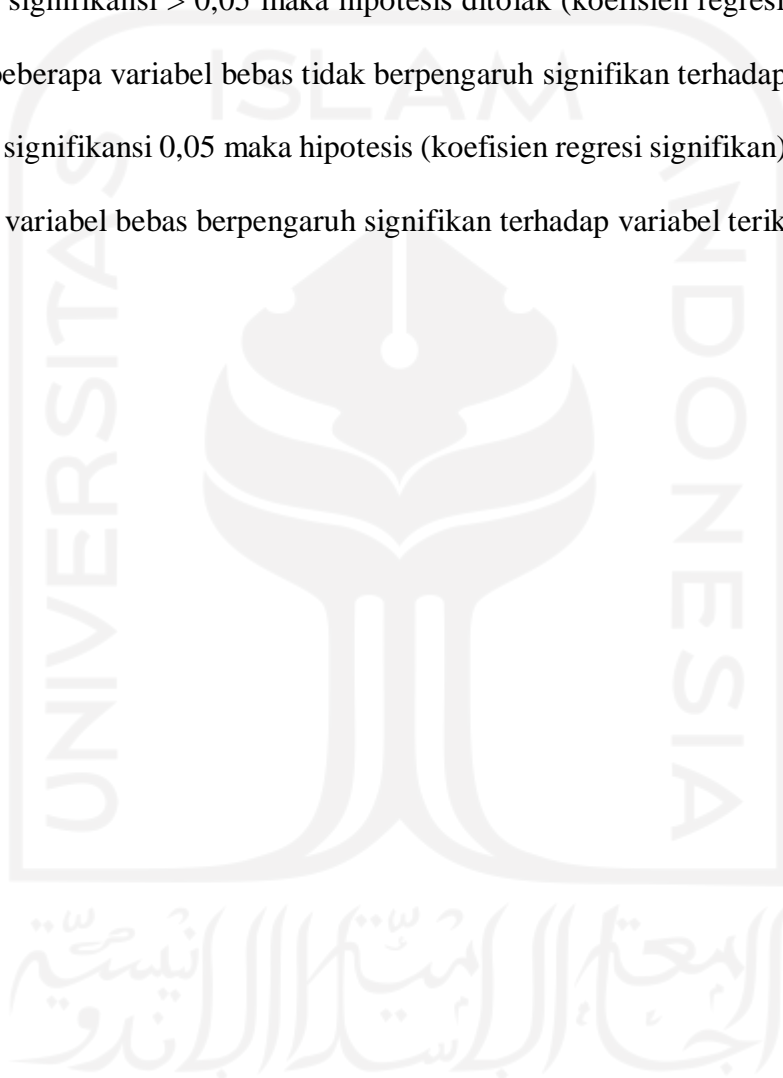 signifikansi > 0,05 maka hipotesis ditolak (koefisien regresi
beberapa variabel bebas tidak berpengaruh signifikan terhadap
signifikansi 0,05 maka hipotesis (koefisien regresi signifikan)
variabel bebas berpengaruh signifikan terhadap variabel terik
ISLAM
UNIVERSITAS
INDONESIA